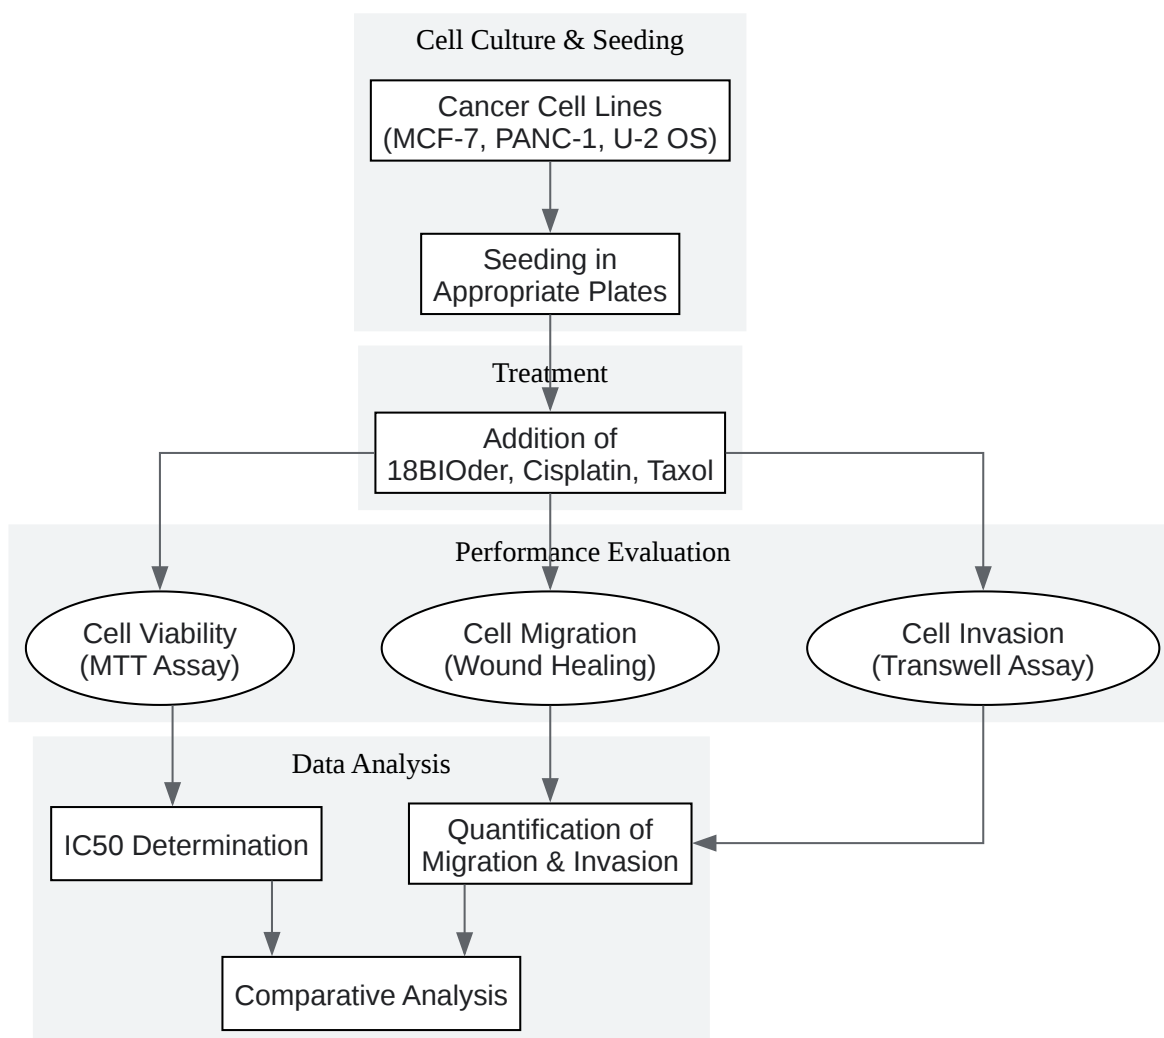 Cell Culture & Seeding
Cancer Cell Lines
(MCF-7, PANC-1, U-2 OS)
Seeding in
Appropriate Plates
Treatment
Addition of
18BIOder, Cisplatin, Taxol
Performance Evaluation
Cell Viability
(MTT Assay)
Cell Migration
(Wound Healing)
Cell Invasion
(Transwell Assay)
Data Analysis
IC50 Determination
Quantification of
Migration & Invasion
Comparative Analysis